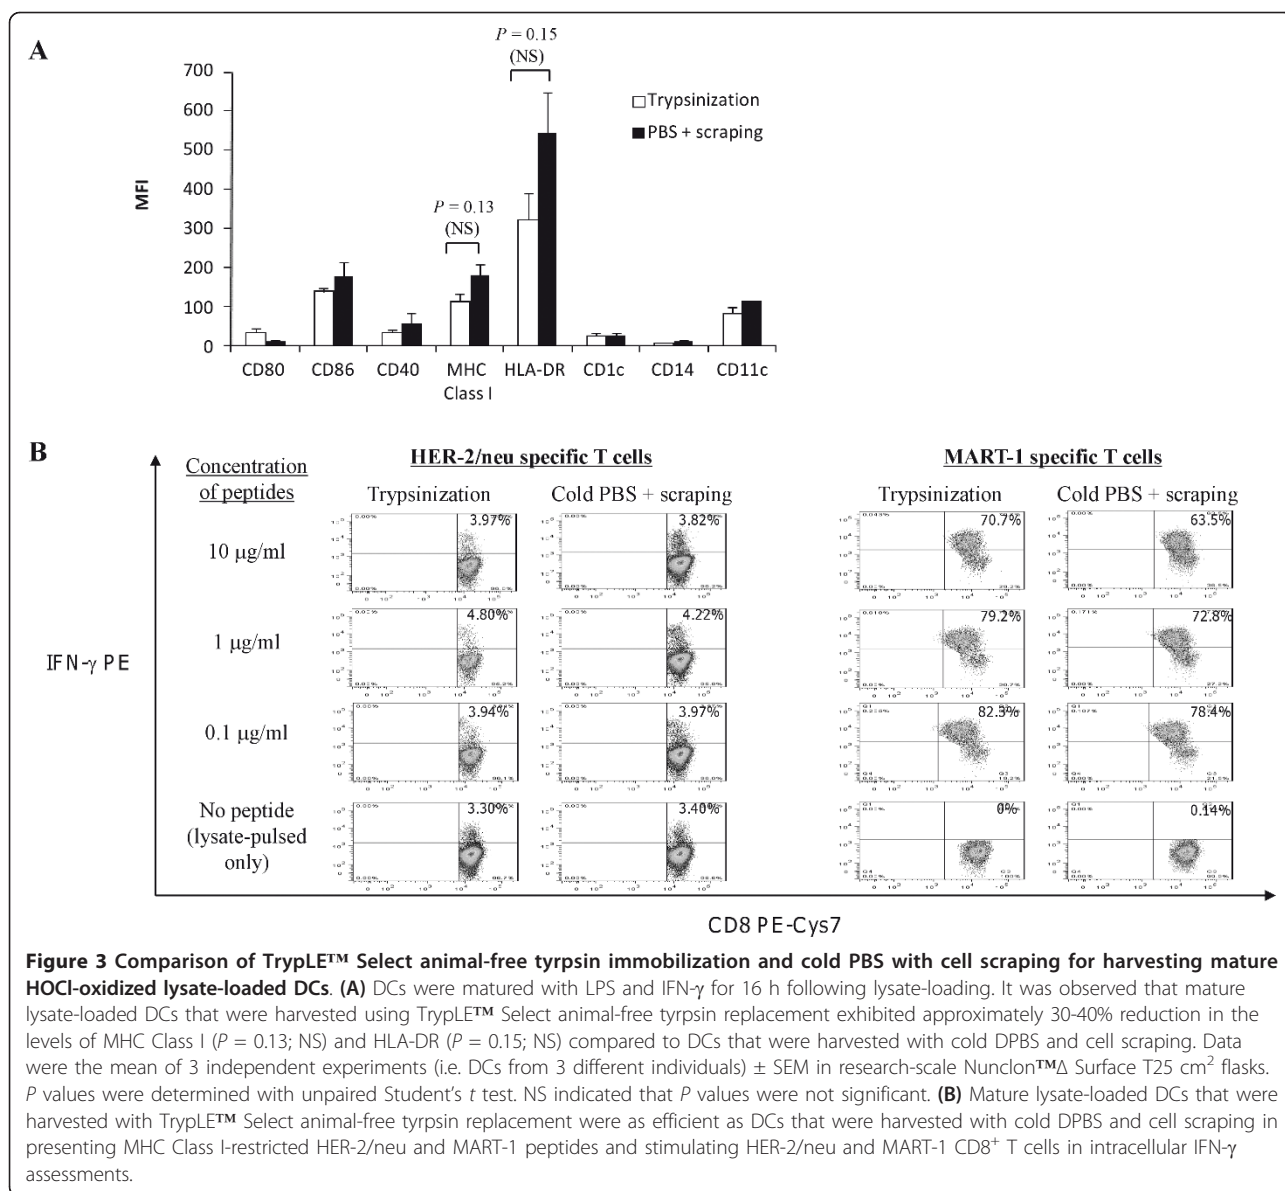 A
P = 0.15
(NS)
700
600
500
400
300
200
100
0
MFI
P = 0.13
(NS)
Trypsinization
PBS + scraping
CD80 CD86 CD40 MHC Class I HLA-DR CD1c CD14 CD11c
B
Concentration of peptides
HER-2/neu specific T cells
MART-1 specific T cells
Trypsinization Cold PBS + scraping Trypsinization Cold PBS + scraping
10 µg/ml 3.97% 3.82% 70.7% 63.5%
1 µg/ml 4.80% 4.22% 79.2% 72.8%
0.1 µg/ml 3.94% 3.97% 82.3% 78.4%
No peptide (lysate-pulsed only) 3.30% 3.40% 0% 0.14%
IFN-γ PE
CD8 PE-Cys7
Figure 3 Comparison of TrypLE™ Select animal-free tyrpsin immobilization and cold PBS with cell scraping for harvesting mature
HOCl-oxidized lysate-loaded DCs. (A) DCs were matured with LPS and IFN-γ for 16 h following lysate-loading. It was observed that mature
lysate-loaded DCs that were harvested using TrypLE™ Select animal-free tyrpsin replacement exhibited approximately 30-40% reduction in the
levels of MHC Class I (P = 0.13; NS) and HLA-DR (P = 0.15; NS) compared to DCs that were harvested with cold DPBS and cell scraping. Data
were the mean of 3 independent experiments (i.e. DCs from 3 different individuals) ± SEM in research-scale Nunclon™Δ Surface T25 cm² flasks.
P values were determined with unpaired Student's t test. NS indicated that P values were not significant. (B) Mature lysate-loaded DCs that were
harvested with TrypLE™ Select animal-free tyrpsin replacement were as efficient as DCs that were harvested with cold DPBS and cell scraping in
presenting MHC Class I-restricted HER-2/neu and MART-1 peptides and stimulating HER-2/neu and MART-1 CD8⁺ T cells in intracellular IFN-γ
assessments.